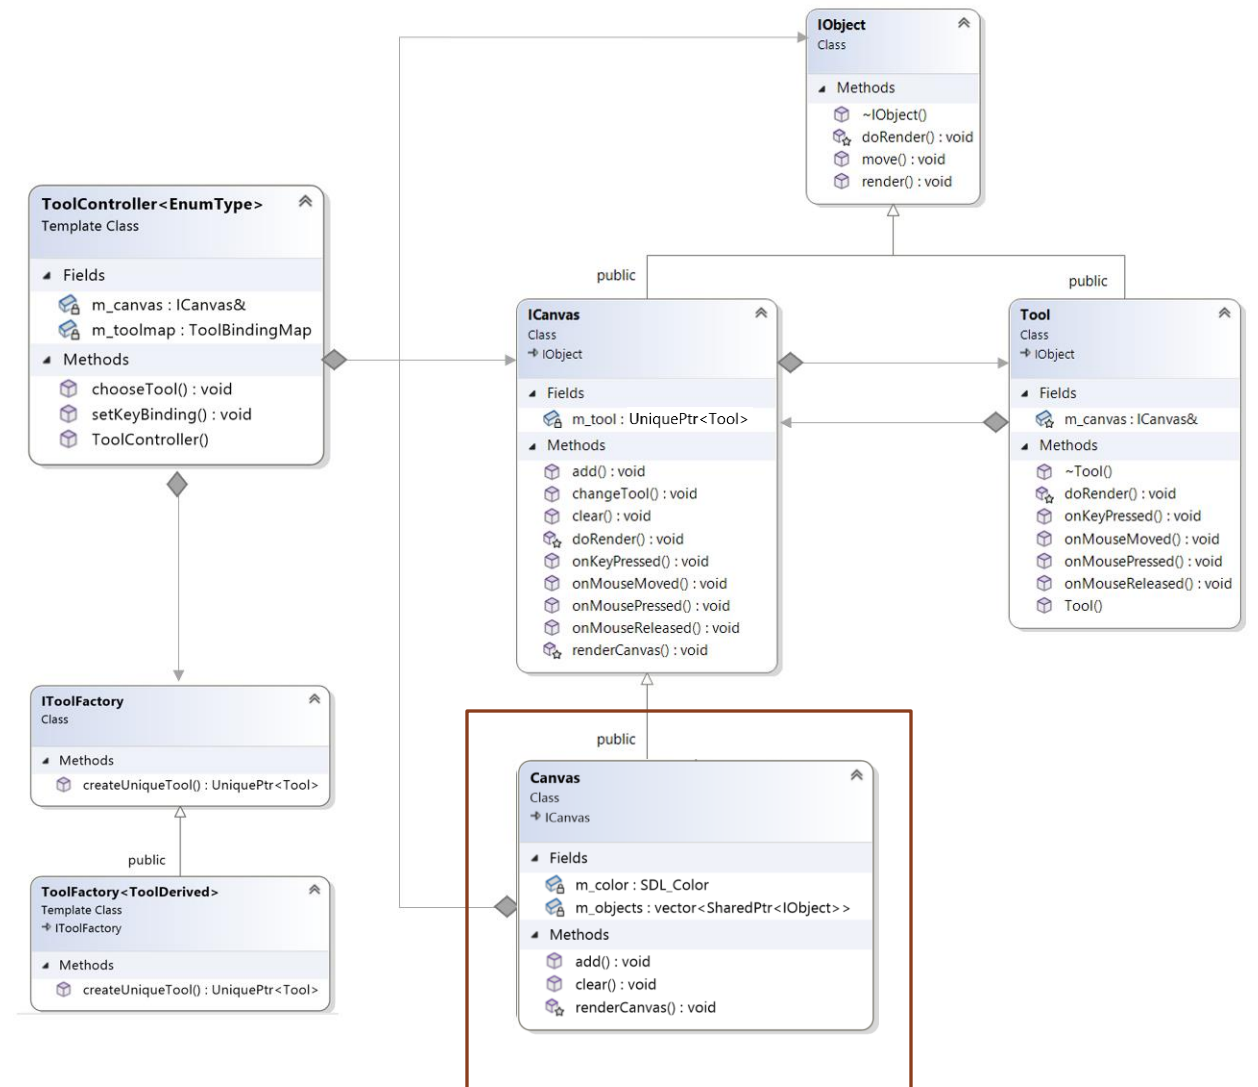 IObject
Class
Methods
~IObject()
doRender() : void
move() : void
render() : void
ToolController<EnumType>
Template Class
Fields
m_canvas : ICanvas&
m_toolmap : ToolBindingMap
Methods
chooseTool() : void
setKeyBinding() : void
ToolController()
public
public
ICanvas
Class
IObject
Fields
m_tool : UniquePtr<Tool>
Methods
add() : void
changeTool() : void
clear() : void
doRender() : void
onKeyPressed() : void
onMouseMoved() : void
onMousePressed() : void
onMouseReleased() : void
renderCanvas() : void
Tool
Class
IObject
Fields
m_canvas : ICanvas&
Methods
~Tool()
doRender() : void
onKeyPressed() : void
onMouseMoved() : void
onMousePressed() : void
onMouseReleased() : void
Tool()
IToolFactory
Class
Methods
createUniqueTool() : UniquePtr<Tool>
public
ToolFactory<ToolDerived>
Template Class
IToolFactory
Methods
createUniqueTool() : UniquePtr<Tool>
public
Canvas
Class
ICanvas
Fields
m_color : SDL_Color
m_objects : vector<SharedPtr<IObject>>
Methods
add() : void
clear() : void
renderCanvas() : void